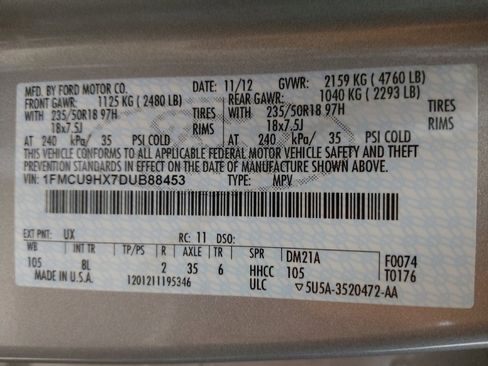 MFD. BY FORD MOTOR CO. DATE: 11/12 GVWR: 2159 KG ( 4760 LB)
FRONT GAWR: 1125 KG ( 2480 LB) REAR GAWR: 1040 KG ( 2293 LB)
WITH 235/50R18 97H TIRES WITH 235/50R18 97H TIRES
18x7.5J RIMS 18x7.5J RIMS
AT 240 kPa/ 35 PSI COLD AT 240 kPa/ 35 PSI COLD
THIS VEHICLE CONFORMS TO ALL APPLICABLE FEDERAL MOTOR VEHICLE SAFETY AND THEFT
PREVENTION STANDARDS IN EFFECT ON THE DATE OF MANUFACTURE SHOWN ABOVE.
VIN: 1FMCU9HX7DUB88453 TYPE: MPV
EXT PNT: UX RC: 11 DSO:
WB INT TR TP/PS R AXLE TR SPR DM21A F0074
105 8L 2 35 6 HHCC 105 T0176
MADE IN U.S.A. 1201211195346 ULC ▽5U5A-3520472-AA